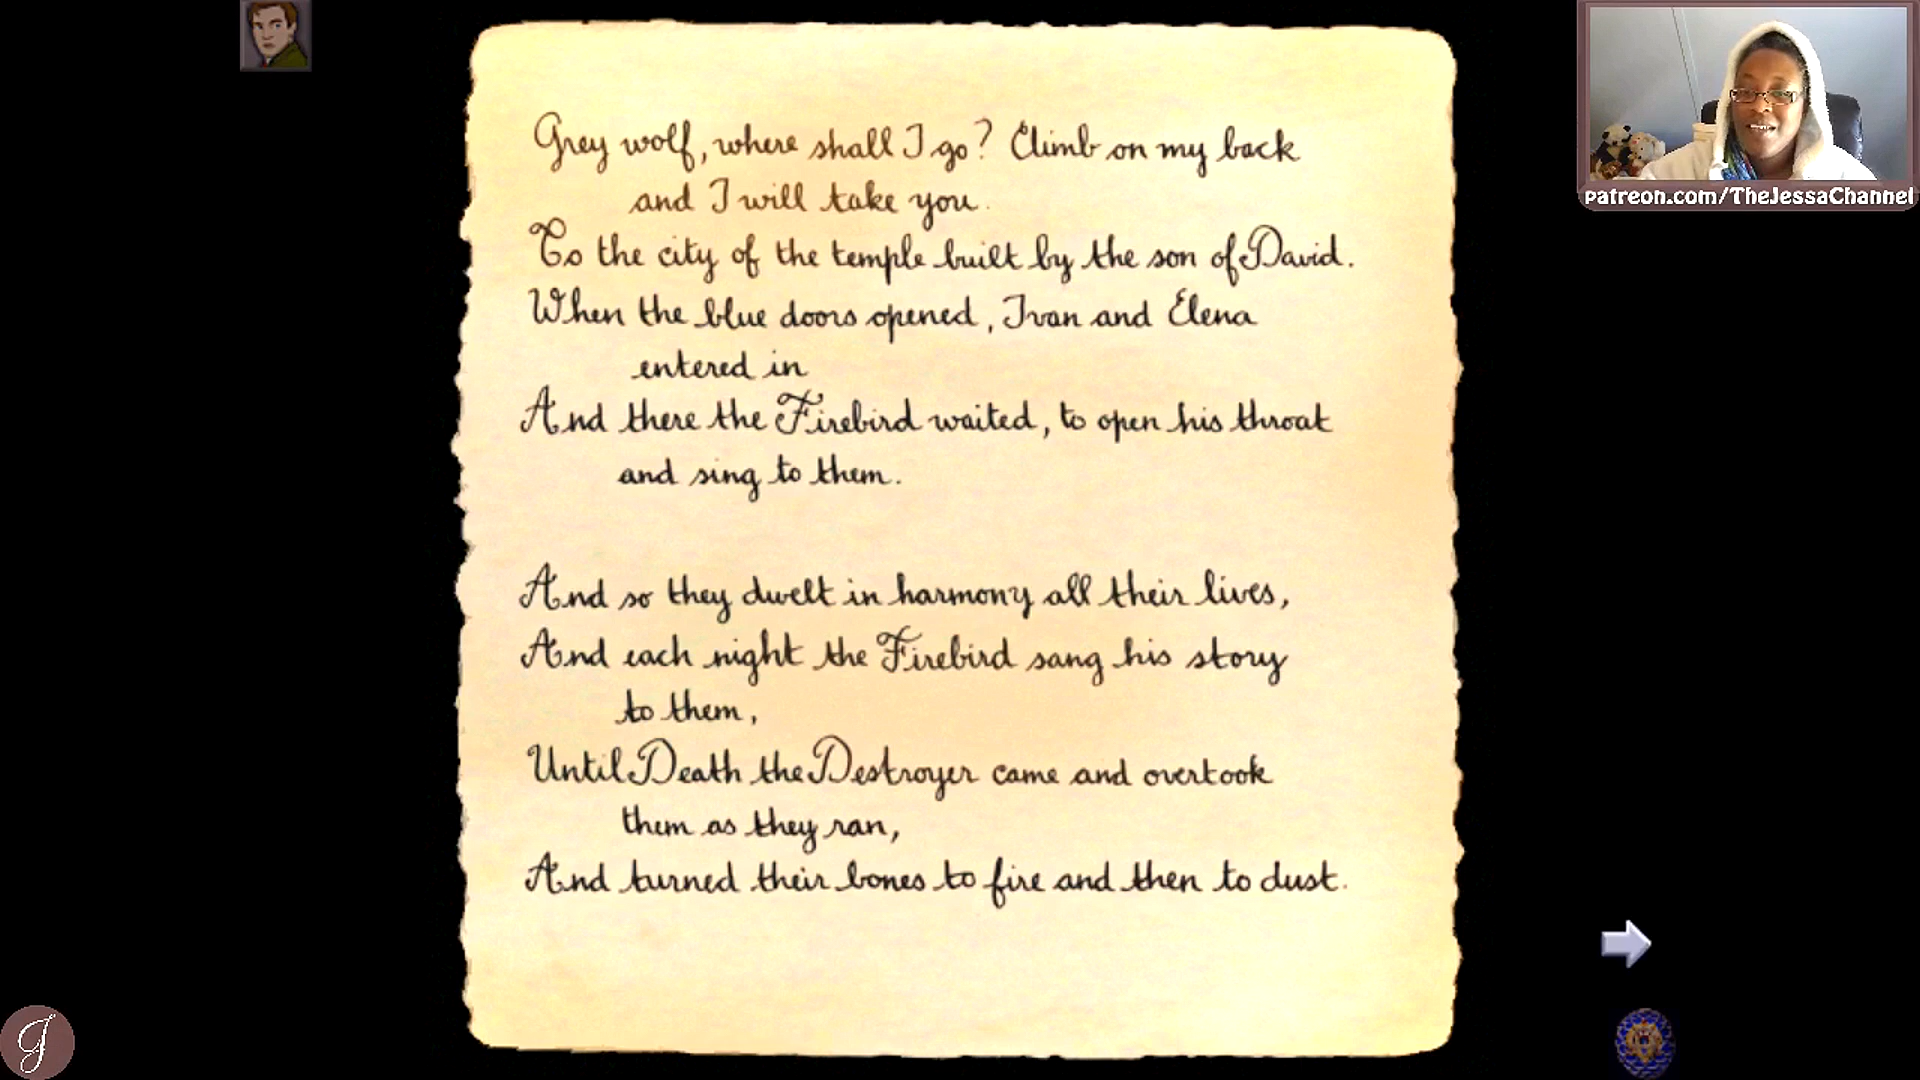 Grey wolf, where shall I go? Climb on my back
and I will take you.
To the city of the temple built by the son of David.
When the blue doors opened, Ivan and Elena
entered in
And there the Firebird waited, to open his throat
and sing to them.
And so they dwelt in harmony all their lives,
And each night the Firebird sang his story
to them,
Until Death the Destroyer came and overtook
them as they ran,
And turned their bones to fire and then to dust.
patreon.com/TheJessaChannel
J